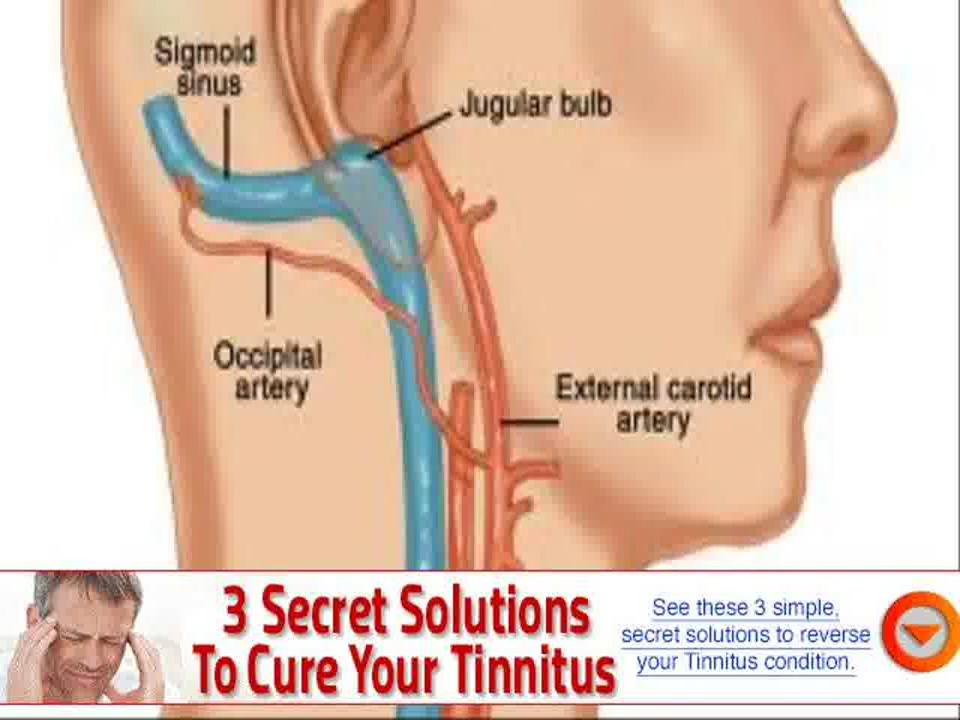 Sigmoid
sinus
Jugular bulb
Occipital
artery
External carotid
artery
3 Secret Solutions
To Cure Your Tinnitus
See these 3 simple,
secret solutions to reverse
your Tinnitus condition.